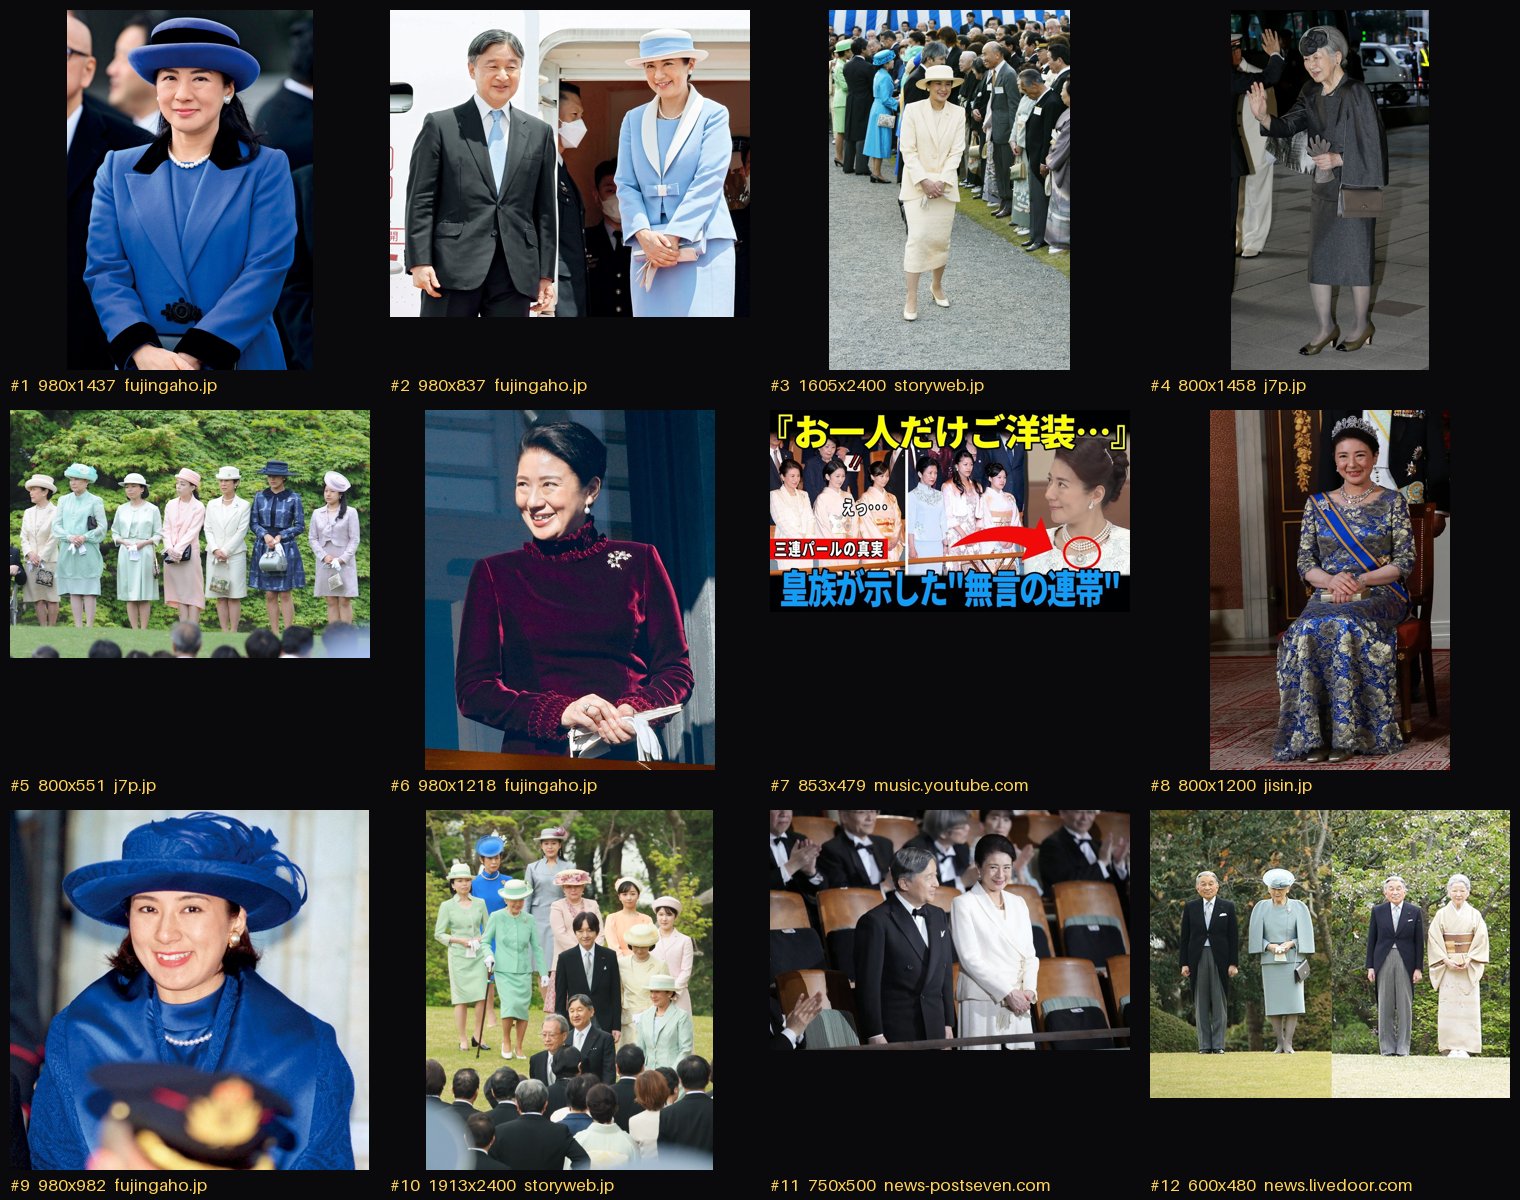 開
#1 980x1437 fujingaho.jp
#2 980x837 fujingaho.jp
#3 1605x2400 storyweb.jp
#4 800x1458 j7p.jp
『お一人だけご洋装…』
えっ…
三連パールの真実
皇族が示した"無言の連帯"
#5 800x551 j7p.jp
#6 980x1218 fujingaho.jp
#7 853x479 music.youtube.com
#8 800x1200 jisin.jp
#9 980x982 fujingaho.jp
#10 1913x2400 storyweb.jp
#11 750x500 news-postseven.com
#12 600x480 news.livedoor.com